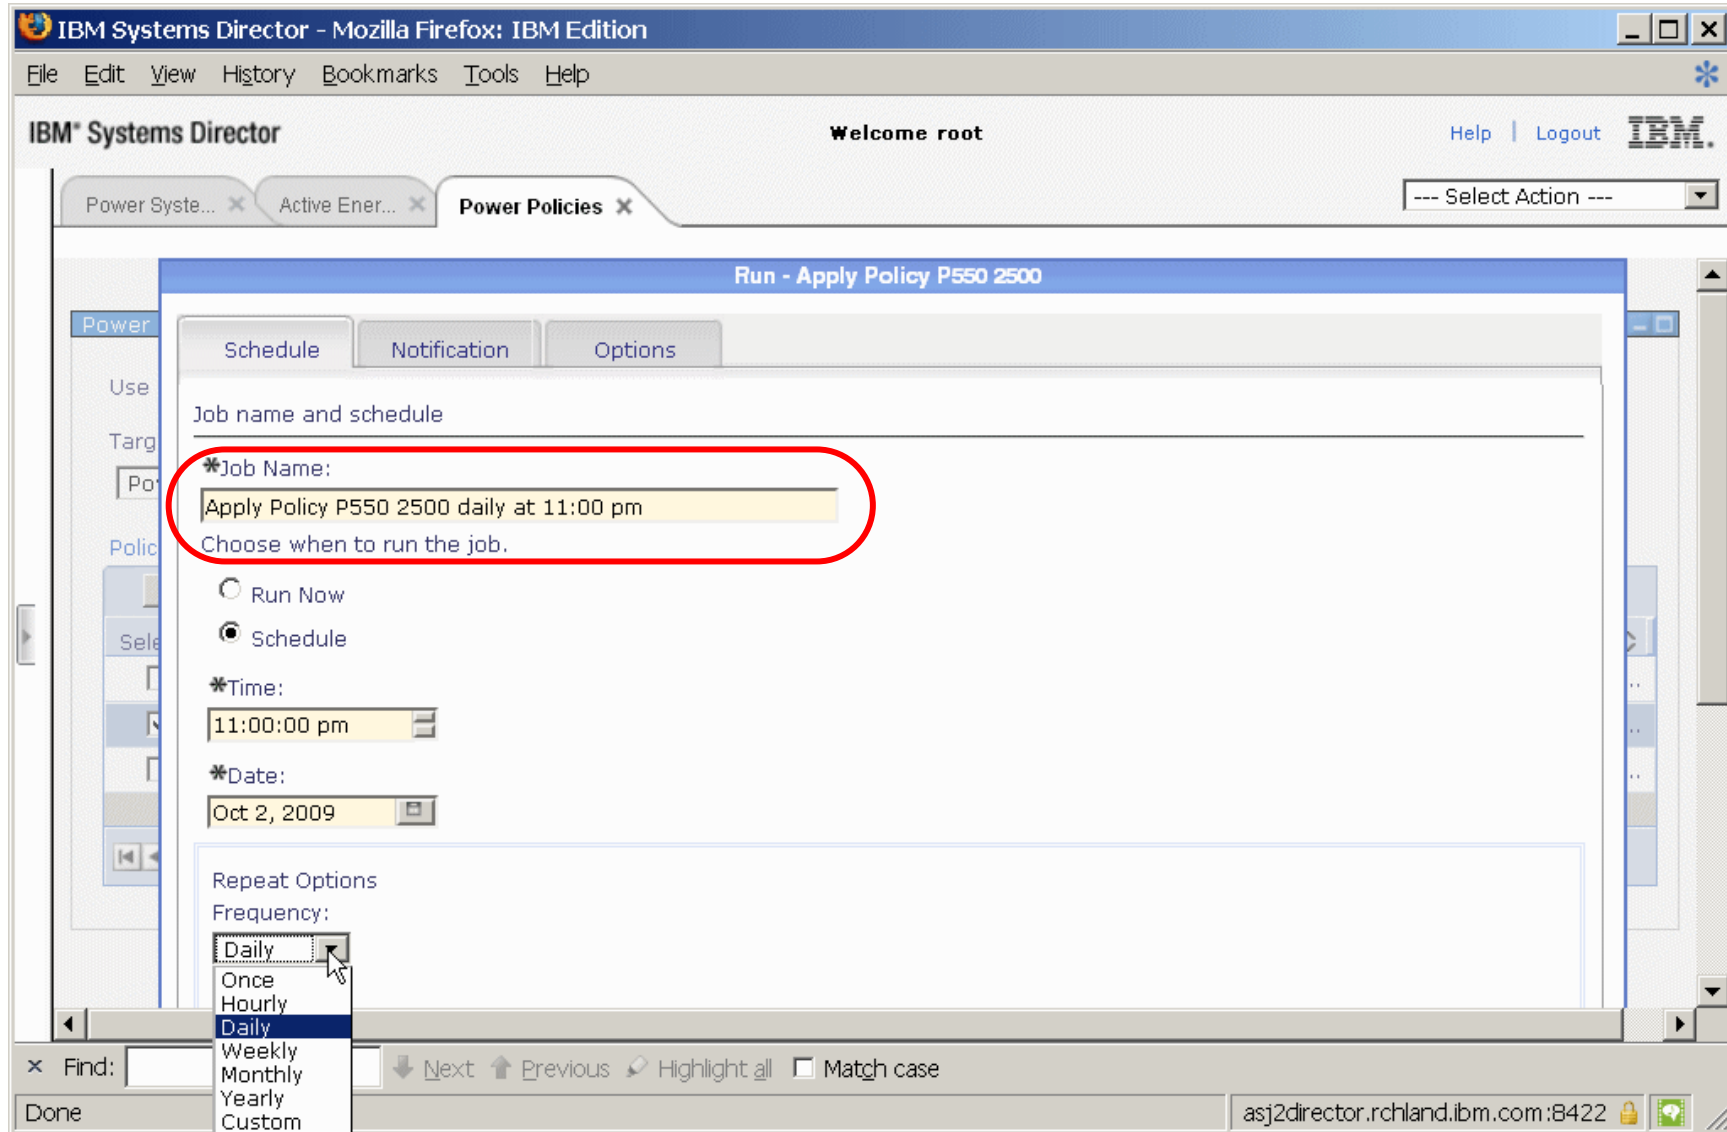 IBM Systems Director - Mozilla Firefox: IBM Edition
File Edit View History Bookmarks Tools Help
IBM® Systems Director
Welcome root
Help | Logout
IBM.
Power Syste...
Active Ener...
Power Policies
--- Select Action ---
Run - Apply Policy P550 2500
Power
Schedule
Notification
Options
Use
Job name and schedule
Targ
*Job Name:
Po
Apply Policy P550 2500 daily at 11:00 pm
Polic
Choose when to run the job.
Run Now
Sele
Schedule
*Time:
11:00:00 pm
*Date:
Oct 2, 2009
Repeat Options
Frequency:
Daily
Once
Hourly
Daily
Weekly
Monthly
Yearly
Custom
× Find:
Next
Previous
Highlight all
Match case
Done
asj2director.rchland.ibm.com:8422